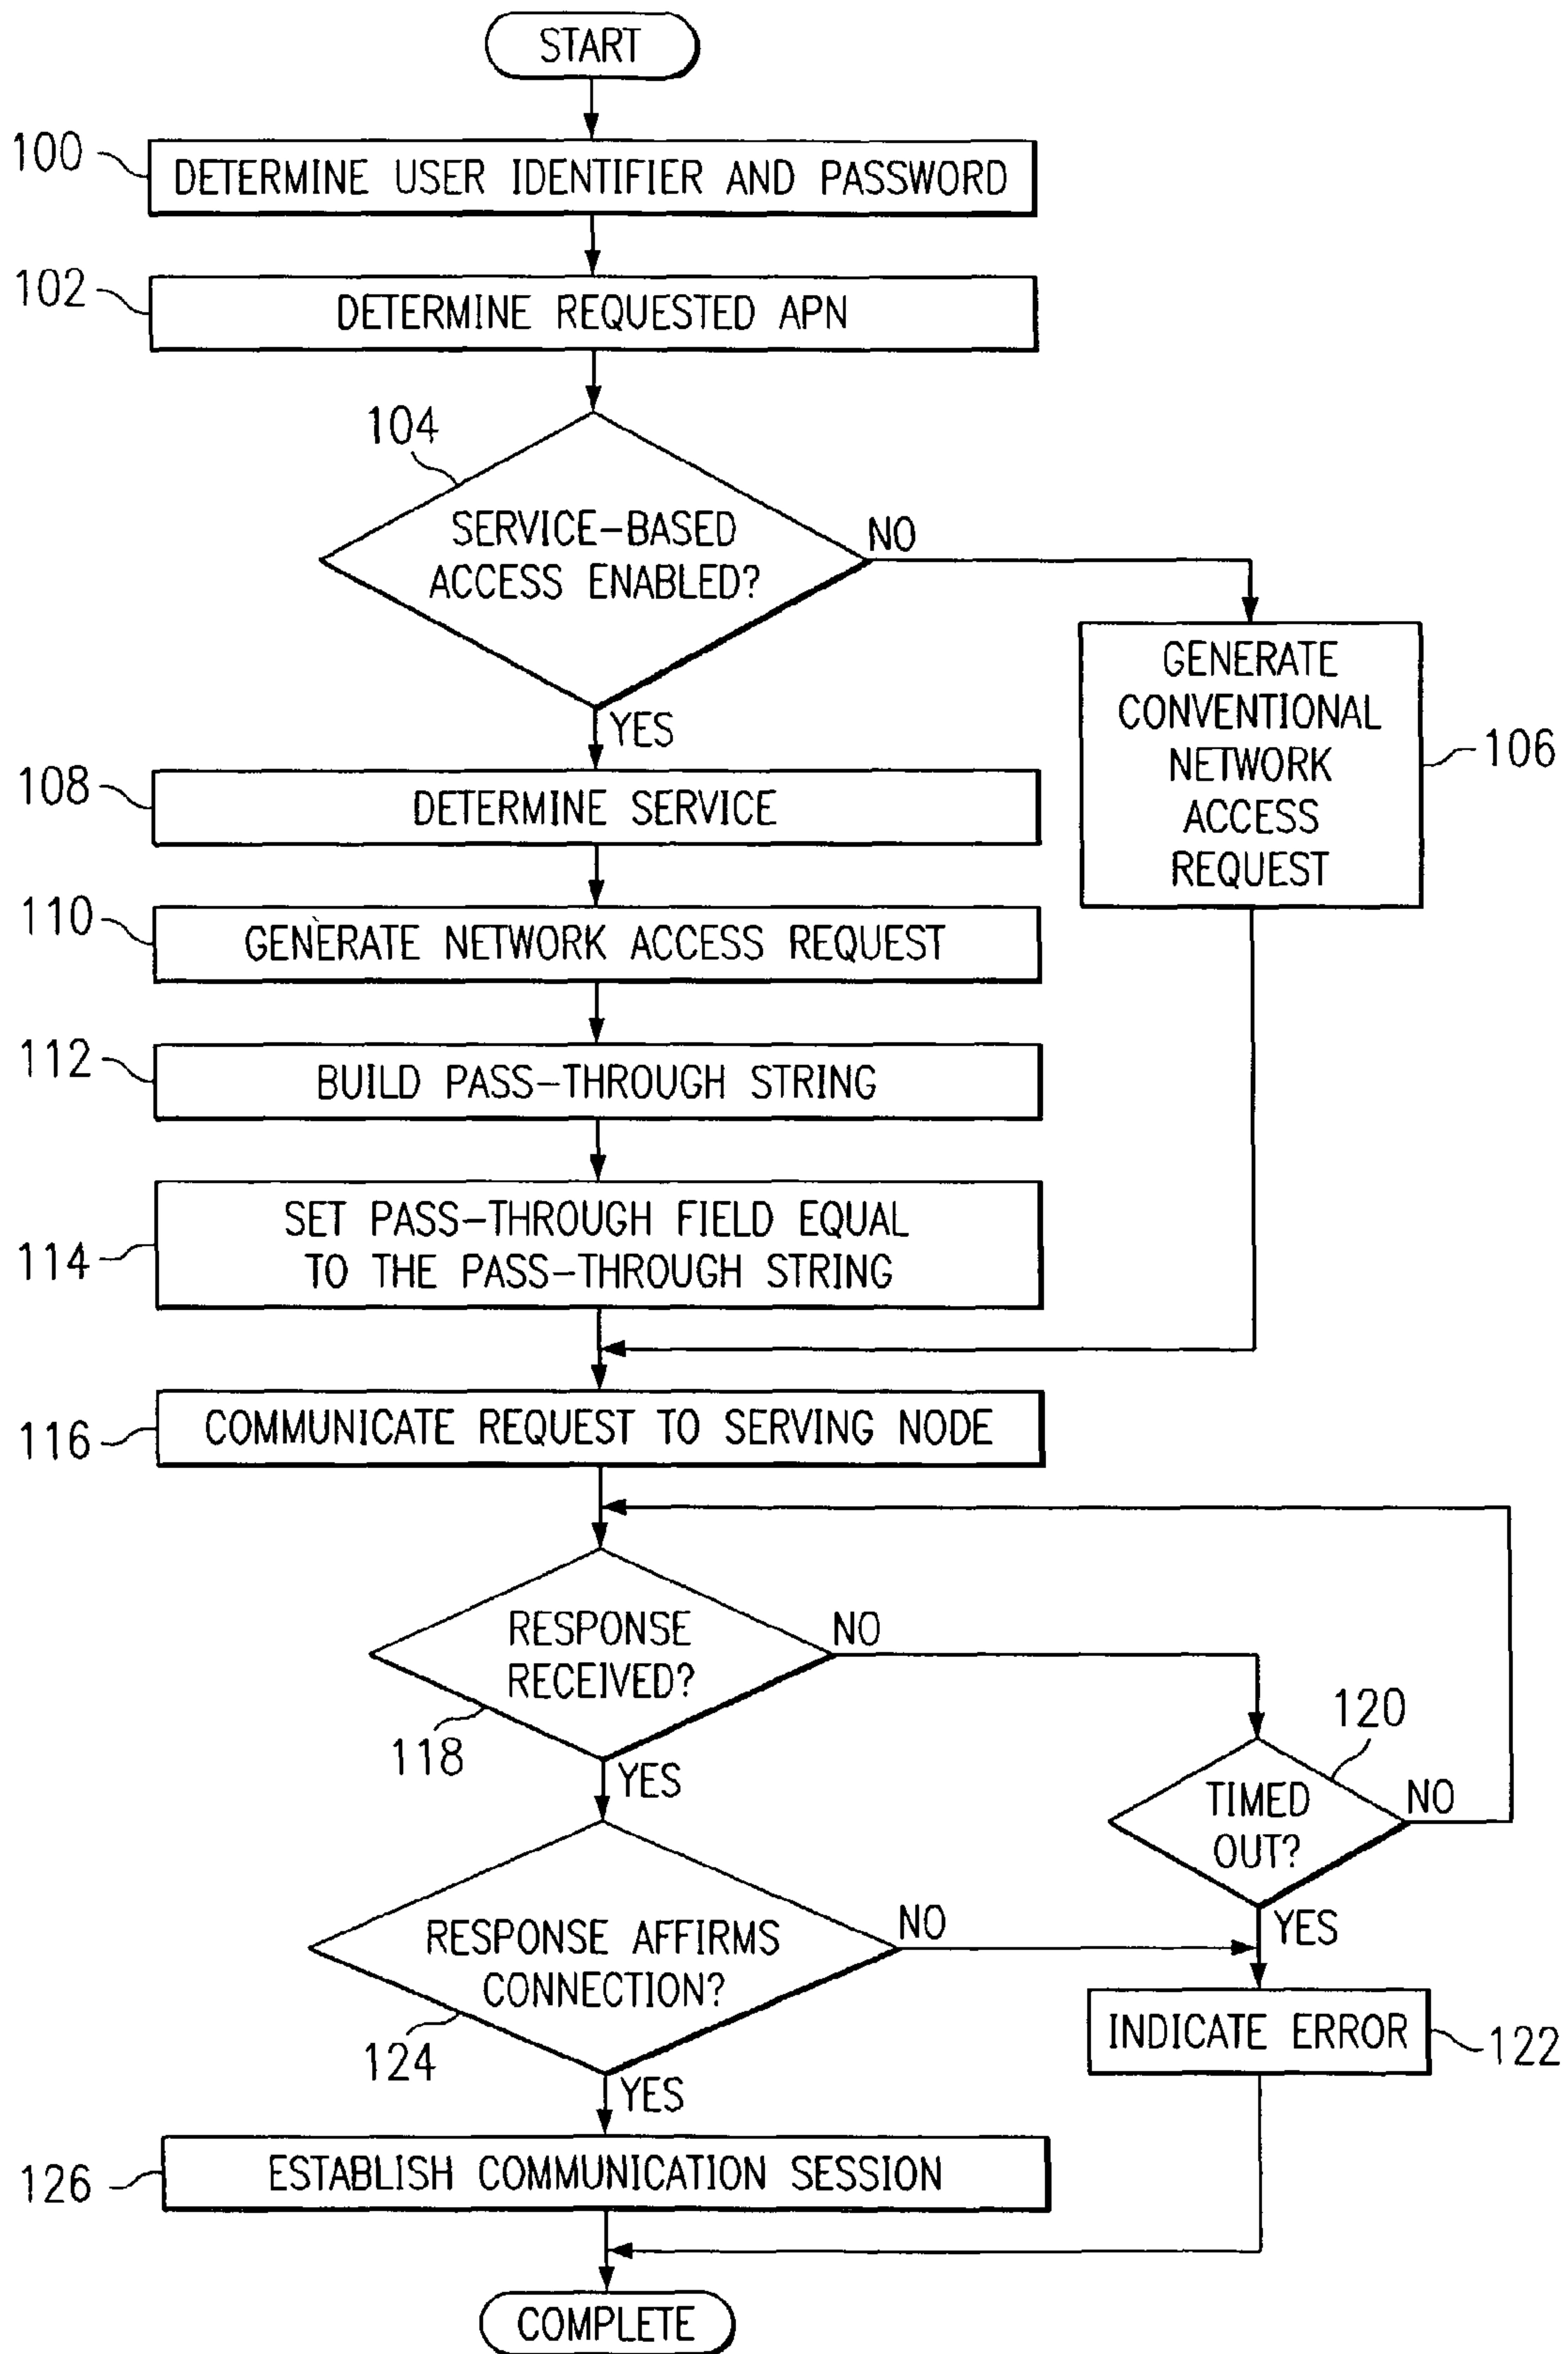 START
100
DETERMINE USER IDENTIFIER AND PASSWORD
102
DETERMINE REQUESTED APN
104
SERVICE-BASED
ACCESS ENABLED?
NO
YES
GENERATE
CONVENTIONAL
NETWORK
ACCESS
REQUEST
106
108
DETERMINE SERVICE
110
GENERATE NETWORK ACCESS REQUEST
112
BUILD PASS-THROUGH STRING
114
SET PASS-THROUGH FIELD EQUAL
TO THE PASS-THROUGH STRING
116
COMMUNICATE REQUEST TO SERVING NODE
RESPONSE
RECEIVED?
NO
118
YES
120
TIMED
OUT?
NO
YES
RESPONSE AFFIRMS
CONNECTION?
NO
124
YES
INDICATE ERROR
122
126
ESTABLISH COMMUNICATION SESSION
COMPLETE